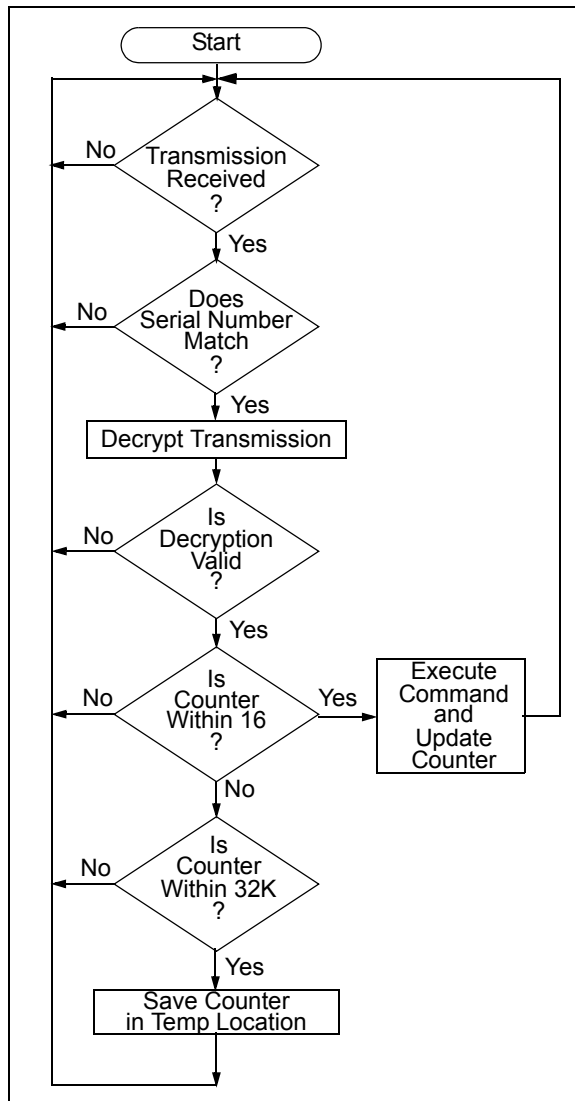 Start
No
Transmission
Received
?
Yes
No
Does
Serial Number
Match
?
Yes
Decrypt Transmission
No
Is
Decryption
Valid
?
Yes
No
Is
Counter
Within 16
?
Yes
Execute
Command
and
Update
Counter
No
No
Is
Counter
Within 32K
?
Yes
Save Counter
in Temp Location